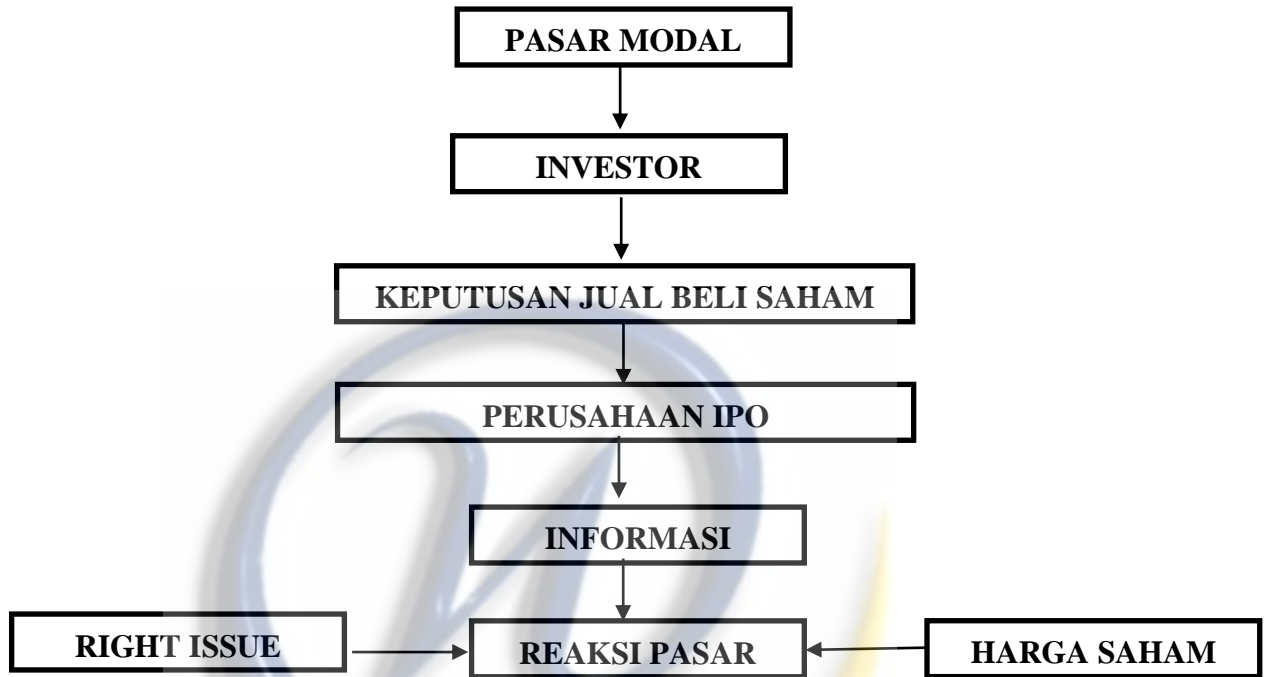 PASAR MODAL
INVESTOR
KEPUTUSAN JUAL BELI SAHAM
PERUSAHAAN IPO
INFORMASI
RIGHT ISSUE
REAKSI PASAR
HARGA SAHAM